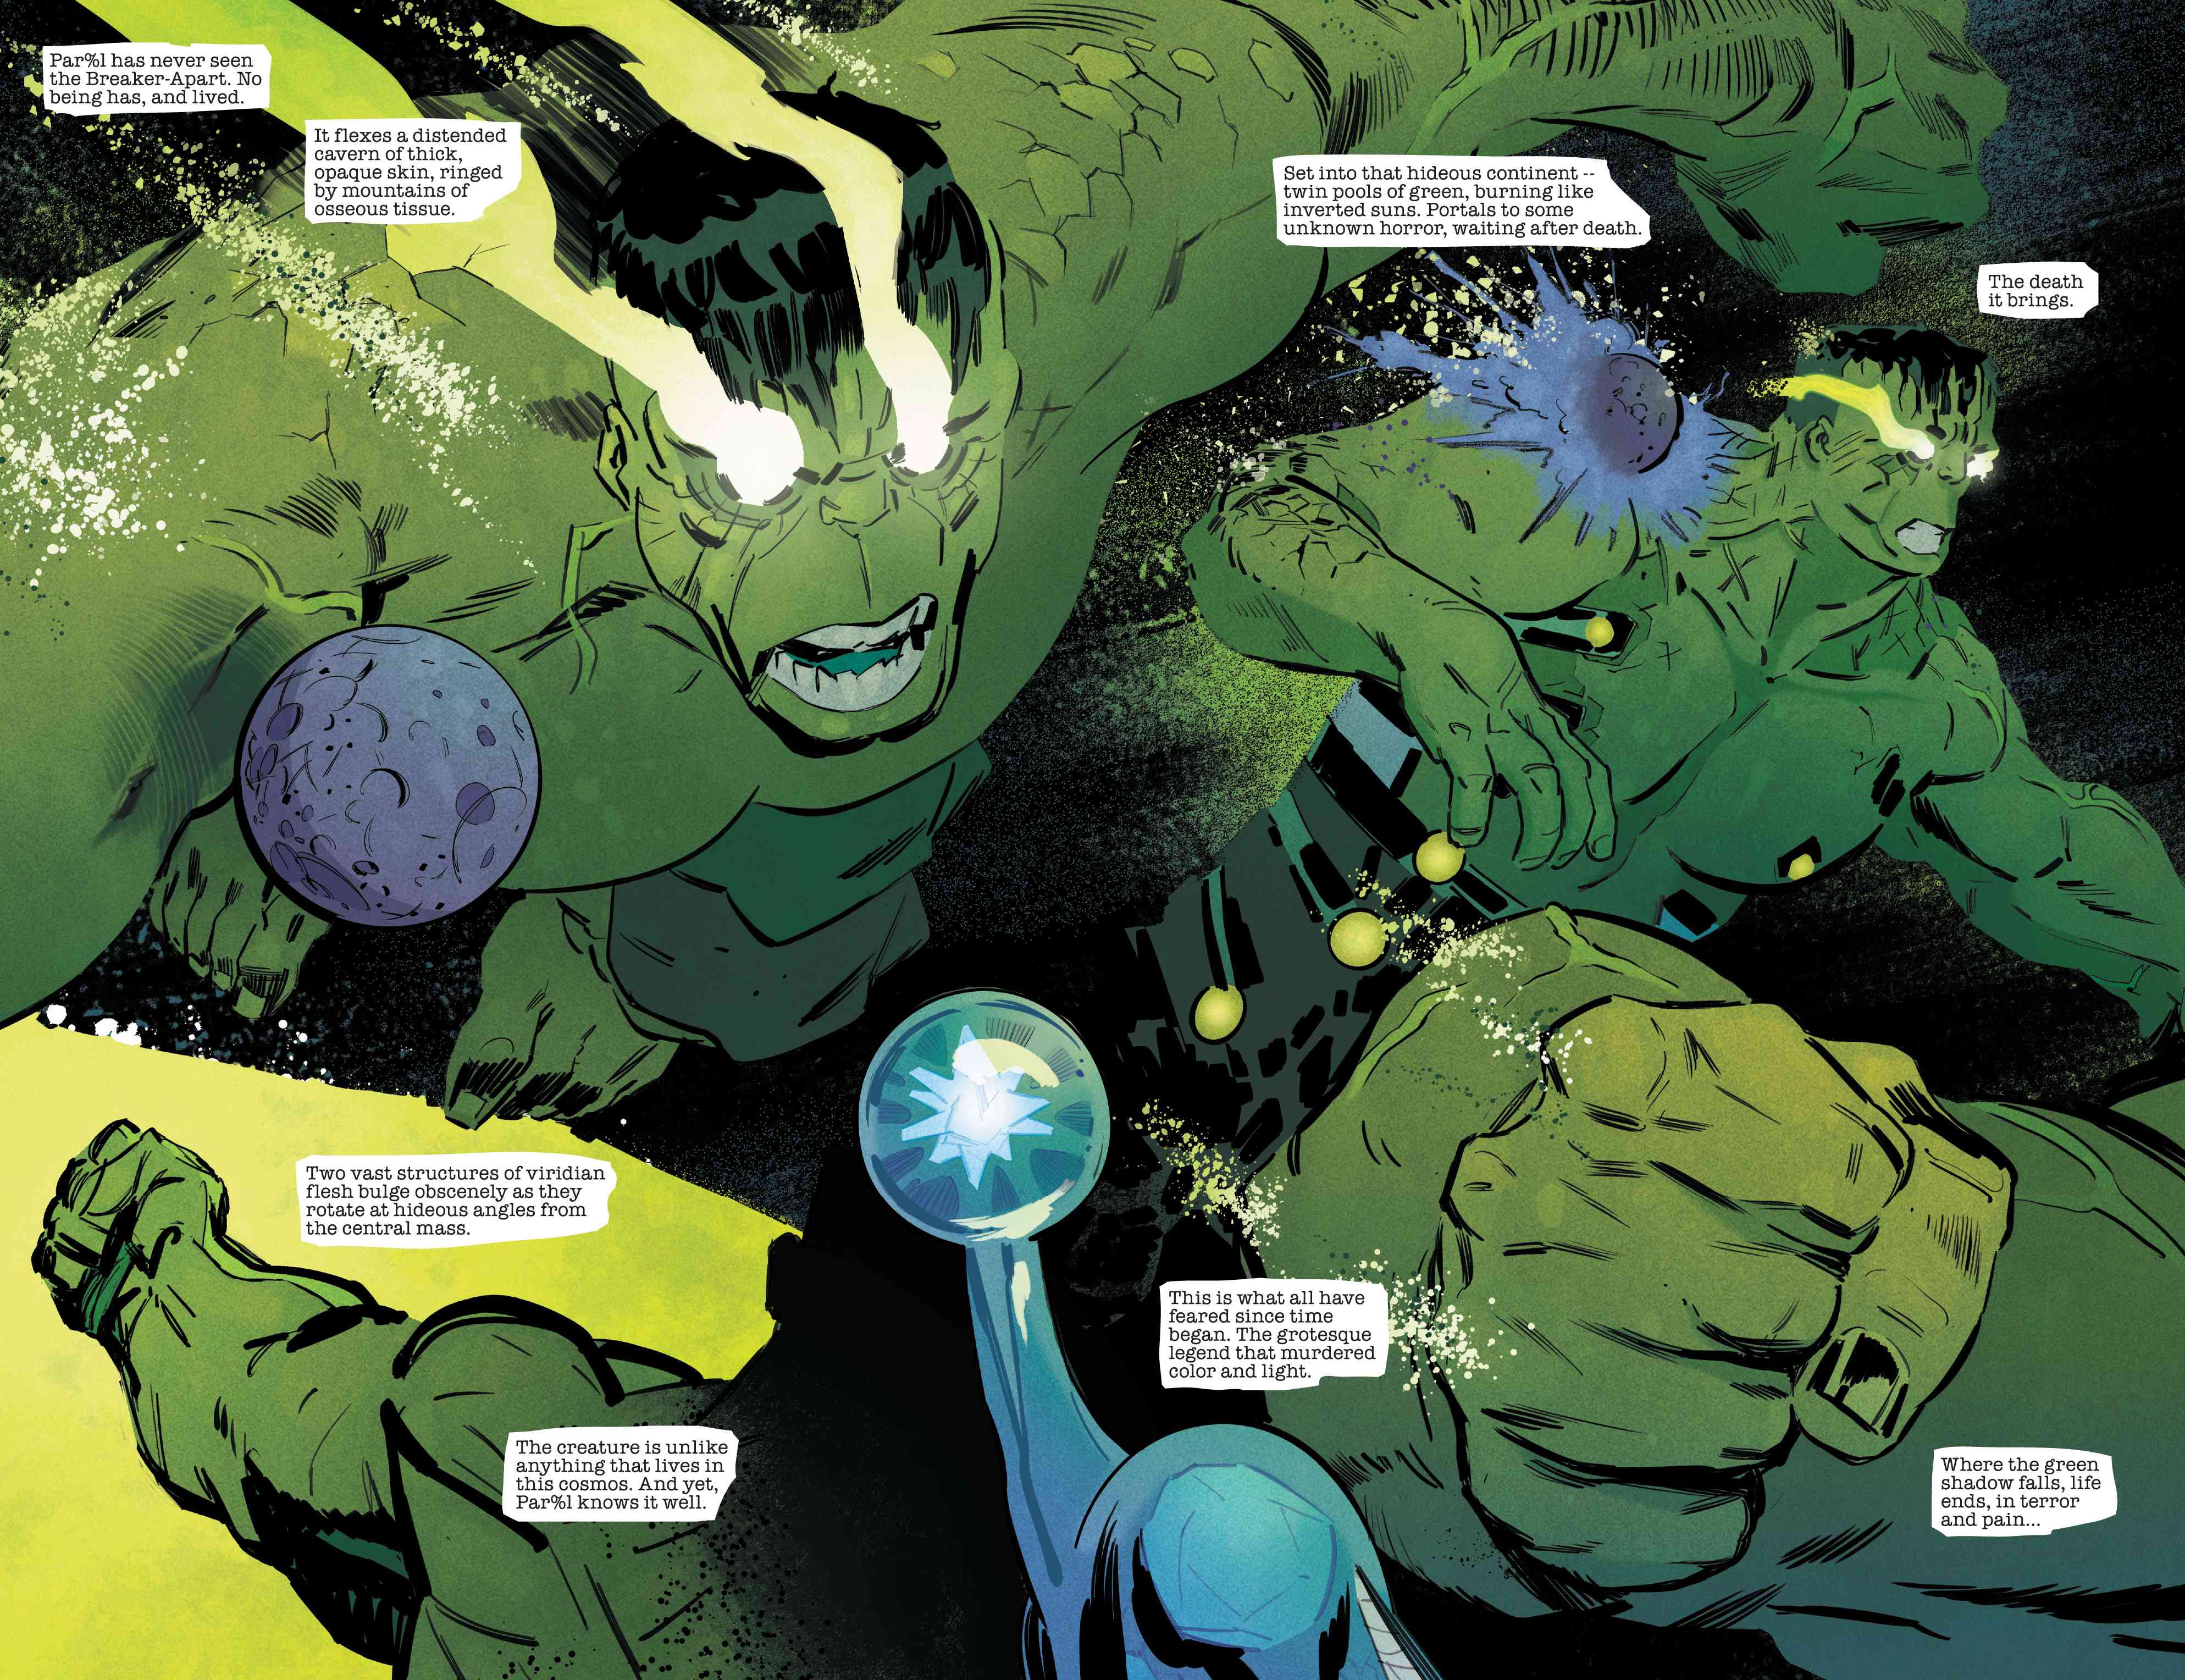 Par%l has never seen
the Breaker-Apart. No
being has, and lived.
It flexes a distended
cavern of thick,
opaque skin, ringed
by mountains of
osseous tissue.
Set into that hideous continent --
twin pools of green, burning like
inverted suns. Portals to some
unknown horror, waiting after death.
The death
it brings.
Two vast structures of viridian
flesh bulge obscenely as they
rotate at hideous angles from
the central mass.
The creature is unlike
anything that lives in
this cosmos. And yet,
Par%l knows it well.
This is what all have
feared since time
began. The grotesque
legend that murdered
color and light.
Where the green
shadow falls, life
ends, in terror
and pain...